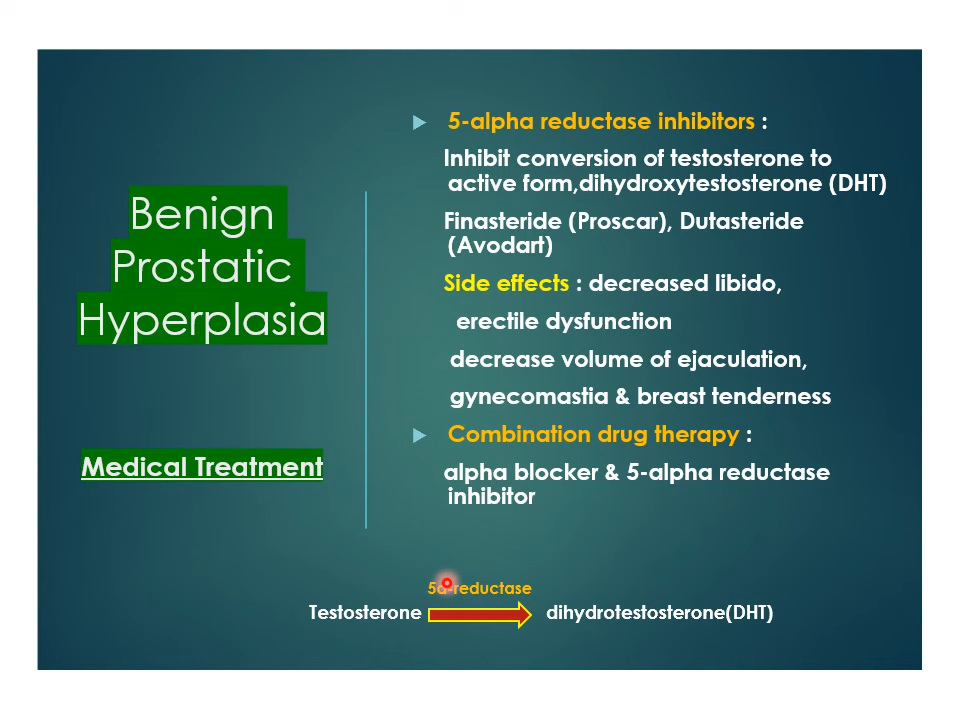 Benign
Prostatic
Hyperplasia
Medical Treatment
5-alpha reductase inhibitors :
Inhibit conversion of testosterone to
active form,dihydroxytestosterone (DHT)
Finasteride (Proscar), Dutasteride
(Avodart)
Side effects : decreased libido,
erectile dysfunction
decrease volume of ejaculation,
gynecomastia & breast tenderness
Combination drug therapy :
alpha blocker & 5-alpha reductase
inhibitor
5α-reductase
Testosterone dihydrotestosterone(DHT)